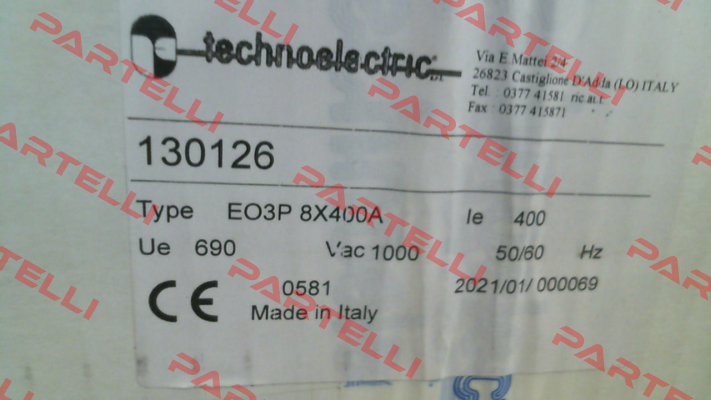 technoelectric
Via E Mattei 2/4
26823 Castiglione D'Adda (LO) ITALY
Tel. 0377 41581 ric.aut.
Fax 0377 415871
130126
Type EO3P 8X400A Ie 400
Ue 690 Vac 1000 50/60 Hz
CE 0581 2021/01/ 000069
Made in Italy
PARTELLI
PARTELLI
PARTELLI
PARTELLI
PARTELLI
PARTELLI
PARTELLI
PARTELLI